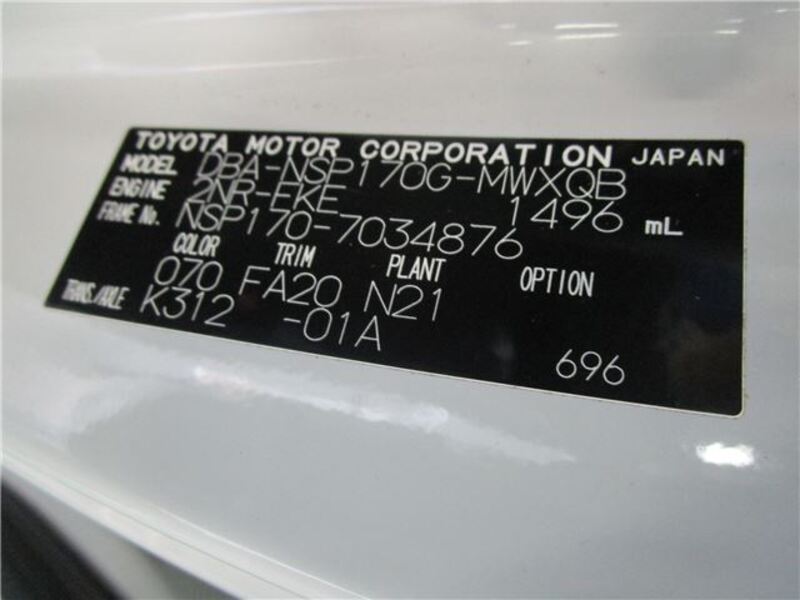 TOYOTA MOTOR CORPORATION JAPAN
MODEL DBA-NSP170G-MWXQB
ENGINE 2NR-EKE 1496 mL
FRAME No. NSP170-7034876
COLOR TRIM PLANT OPTION
070 FA20 N21
TRANS./AXLE K312 -01A
696